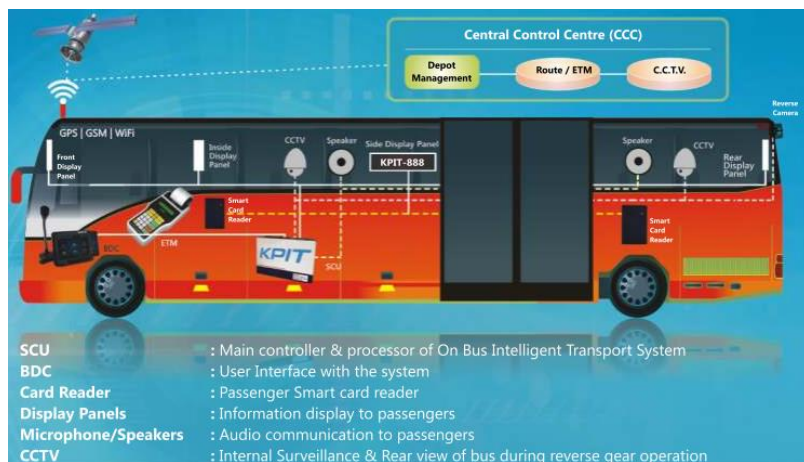 Central Control Centre (CCC)
Depot
Management
Route / ETM
C.C.T.V.
Reverse
Camera
GPS | GSM | WiFi
Front
Display
Panel
Inside
Display
Panel
CCTV
Speaker
Side Display Panel
KPIT-888
Speaker
CCTV
Rear
Display
Panel
Smart
Card
Reader
Smart
Card
Reader
BDC
ETM
KPIT
SCU
SCU : Main controller & processor of On Bus Intelligent Transport System
BDC : User Interface with the system
Card Reader : Passenger Smart card reader
Display Panels : Information display to passengers
Microphone/Speakers : Audio communication to passengers
CCTV : Internal Surveillance & Rear view of bus during reverse gear operation